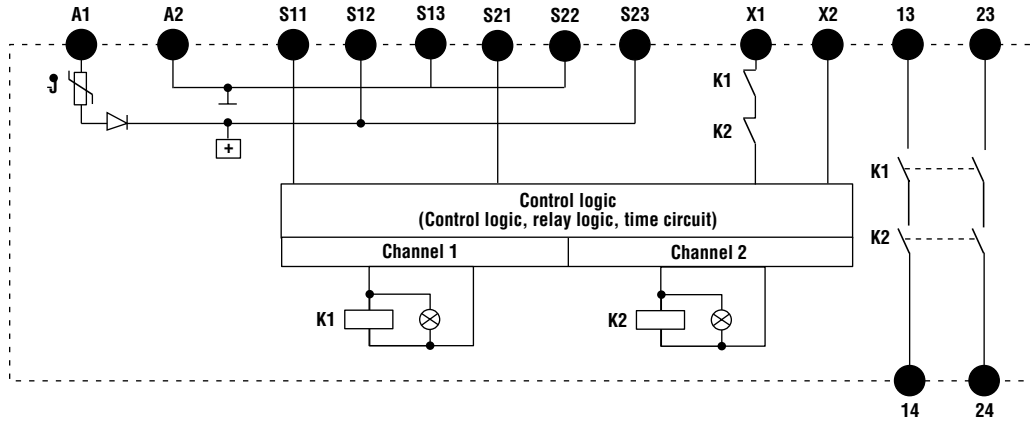 A1 A2 S11 S12 S13 S21 S22 S23 X1 X2 13 23
K1
K2
+
Control logic
(Control logic, relay logic, time circuit)
Channel 1 Channel 2
K1
K2
K1 K2
14 24